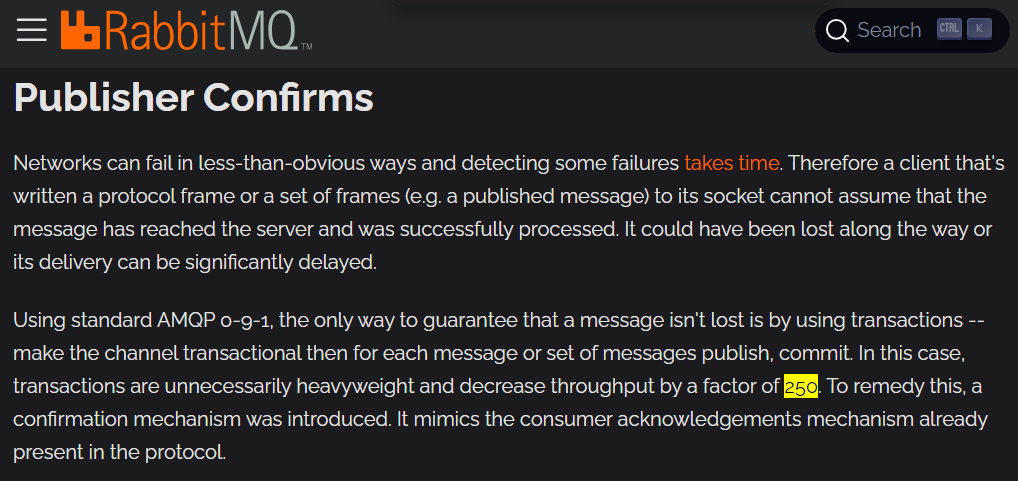 RabbitMQ TM
Search CTRL K
Publisher Confirms
Networks can fail in less-than-obvious ways and detecting some failures takes time. Therefore a client that's
written a protocol frame or a set of frames (e.g. a published message) to its socket cannot assume that the
message has reached the server and was successfully processed. It could have been lost along the way or
its delivery can be significantly delayed.
Using standard AMQP 0-9-1, the only way to guarantee that a message isn't lost is by using transactions --
make the channel transactional then for each message or set of messages publish, commit. In this case,
transactions are unnecessarily heavyweight and decrease throughput by a factor of 250. To remedy this, a
confirmation mechanism was introduced. It mimics the consumer acknowledgements mechanism already
present in the protocol.